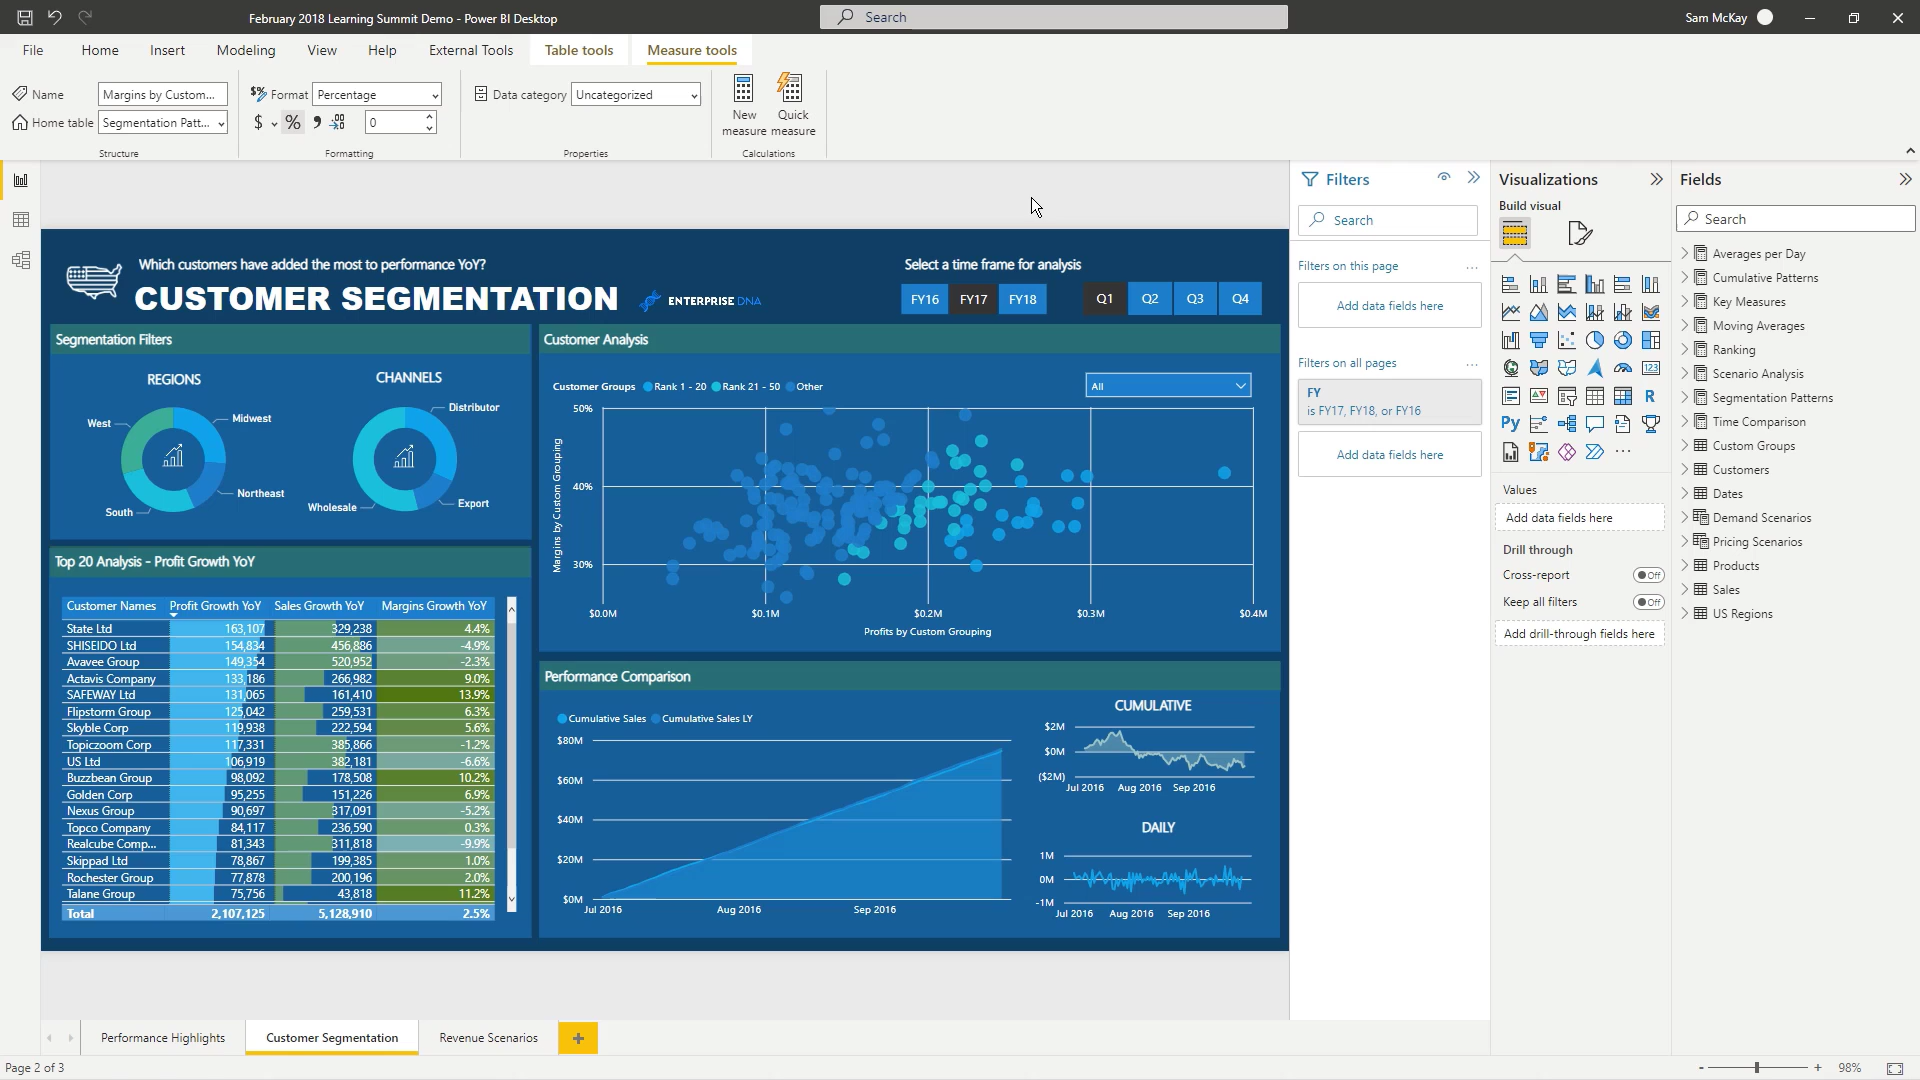 February 2018 Learning Summit Demo - Power BI Desktop
Search
Sam McKay
File Home Insert Modeling View Help External Tools Table tools Measure tools
Name Margins by Custom...
Home table Segmentation Patt...
Structure
Format Percentage
$ % 0
Formatting
Data category Uncategorized
Properties
New measure
Quick measure
Calculations
Which customers have added the most to performance YoY?
CUSTOMER SEGMENTATION
ENTERPRISE DNA
Select a time frame for analysis
FY16 FY17 FY18 Q1 Q2 Q3 Q4
Segmentation Filters
REGIONS
West
Midwest
Northeast
South
CHANNELS
Distributor
Wholesale
Export
Customer Analysis
Customer Groups Rank 1 - 20 Rank 21 - 50 Other
All
Margins by Custom Grouping
50%
40%
30%
$0.0M $0.1M $0.2M $0.3M $0.4M
Profits by Custom Grouping
Top 20 Analysis - Profit Growth YoY
Customer Names Profit Growth YoY Sales Growth YoY Margins Growth YoY
State Ltd 163,107 329,238 4.4%
SHISEIDO Ltd 154,834 456,886 -4.9%
Avavee Group 149,354 520,952 -2.3%
Actavis Company 133,186 266,982 9.0%
SAFEWAY Ltd 131,065 161,410 13.9%
Flipstorm Group 125,042 259,531 6.3%
Skyble Corp 119,938 222,594 5.6%
Topiczoom Corp 117,331 385,866 -1.2%
US Ltd 106,919 382,181 -6.6%
Buzzbean Group 98,092 178,508 10.2%
Golden Corp 95,255 151,226 6.9%
Nexus Group 90,697 317,091 -5.2%
Topco Company 84,117 236,590 0.3%
Realcube Comp... 81,343 311,818 -9.9%
Skippad Ltd 78,867 199,385 1.0%
Rochester Group 77,878 200,196 2.0%
Talane Group 75,756 43,818 11.2%
Total 2,107,125 5,128,910 2.5%
Performance Comparison
Cumulative Sales Cumulative Sales LY
$80M
$60M
$40M
$20M
$0M
Jul 2016 Aug 2016 Sep 2016
CUMULATIVE
$2M
$0M
($2M)
Jul 2016 Aug 2016 Sep 2016
DAILY
1M
0M
-1M
Jul 2016 Aug 2016 Sep 2016
Filters
Search
Filters on this page ...
Add data fields here
Filters on all pages ...
FY
is FY17, FY18, or FY16
Add data fields here
Visualizations
Build visual
123
R
Py
...
Values
Add data fields here
Drill through
Cross-report Off
Keep all filters Off
Add drill-through fields here
Fields
Search
Averages per Day
Cumulative Patterns
Key Measures
Moving Averages
Ranking
Scenario Analysis
Segmentation Patterns
Time Comparison
Custom Groups
Customers
Dates
Demand Scenarios
Pricing Scenarios
Products
Sales
US Regions
Performance Highlights Customer Segmentation Revenue Scenarios +
Page 2 of 3
- + 98%